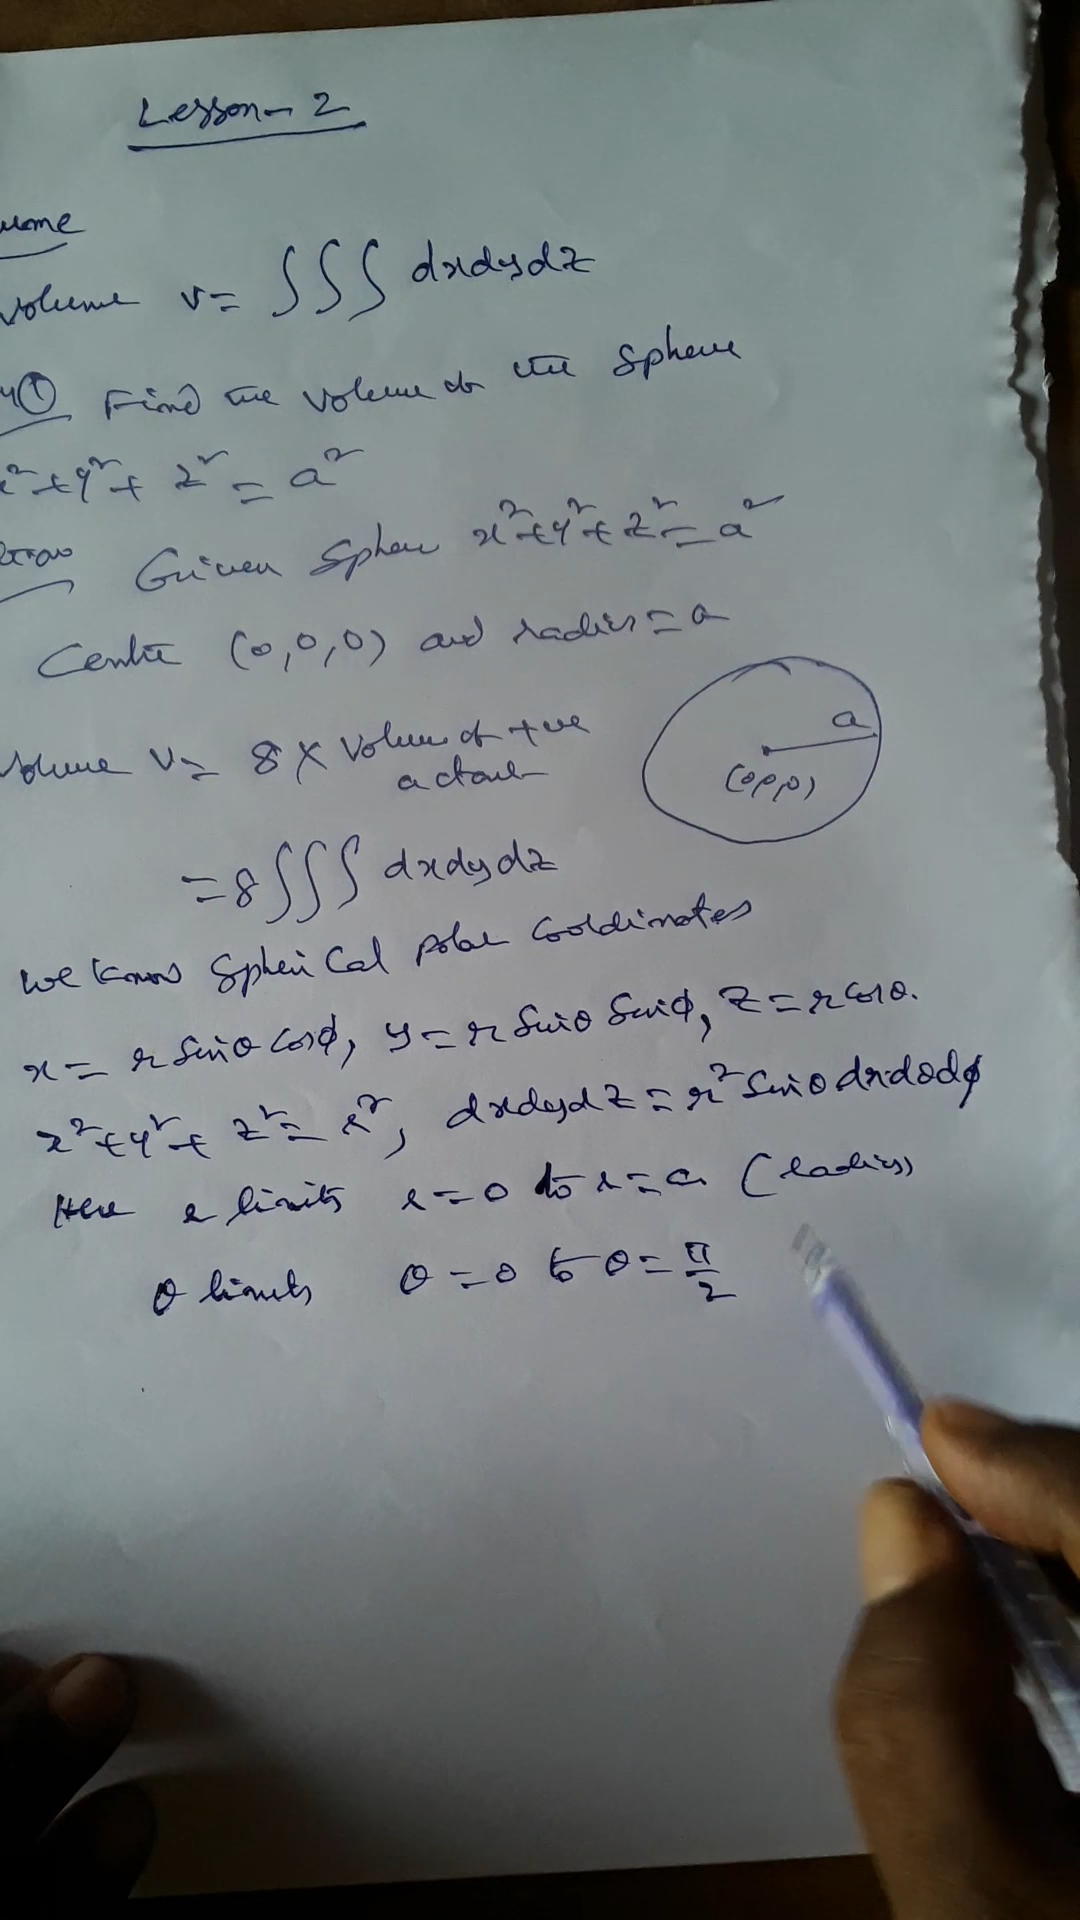 Lesson-2
ume
Volume v= ∫∫∫ dxdydz
① Find the volume of the sphere
x²+y²+z²=a²
Given sphere x²+y²+z²=a²
Centre (0,0,0) and radius=a
a
(0,0,0)
Volume V= 8 × Volume of +ve
octant
=8∫∫∫ dxdydz
We know Spherical polar coordinates
x= r sinθ cosφ, y=r sinθ sinφ, z=r cosθ.
x²+y²+z²=r², dxdydz=r² sinθ drdθdφ
Here r limits r=0 to r=a (radius)
θ limits θ=0 to θ=π/2